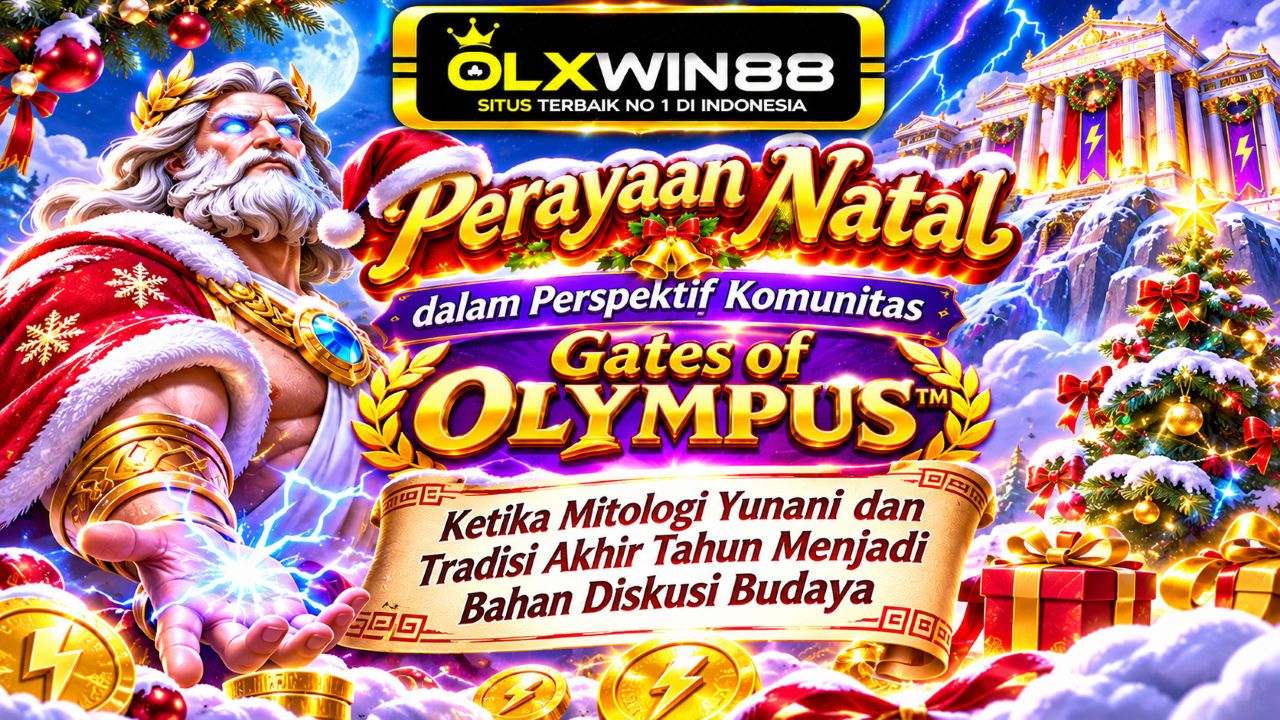 OLXWIN88
SITUS TERBAIK NO 1 DI INDONESIA
Perayaan Natal
dalam Perspektif Komunitas
Gates of
OLYMPUS™
Ketika Mitologi Yunani dan
Tradisi Akhir Tahun Menjadi
Bahan Diskusi Budaya